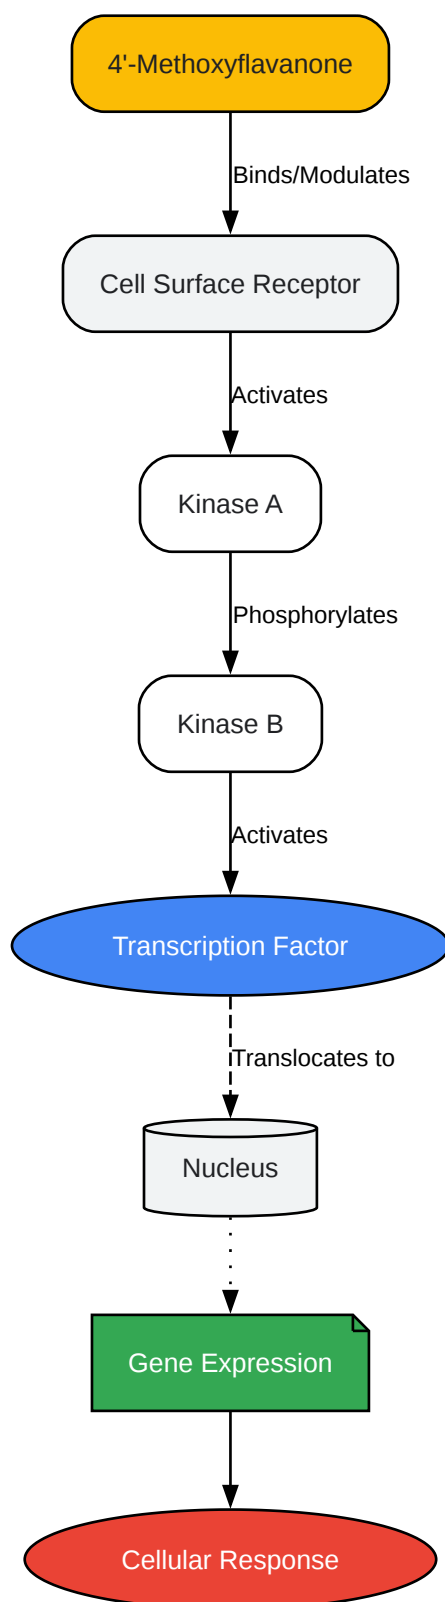 4'-Methoxyflavanone
Binds/Modulates
Cell Surface Receptor
Activates
Kinase A
Phosphorylates
Kinase B
Activates
Transcription Factor
Translocates to
Nucleus
Gene Expression
Cellular Response